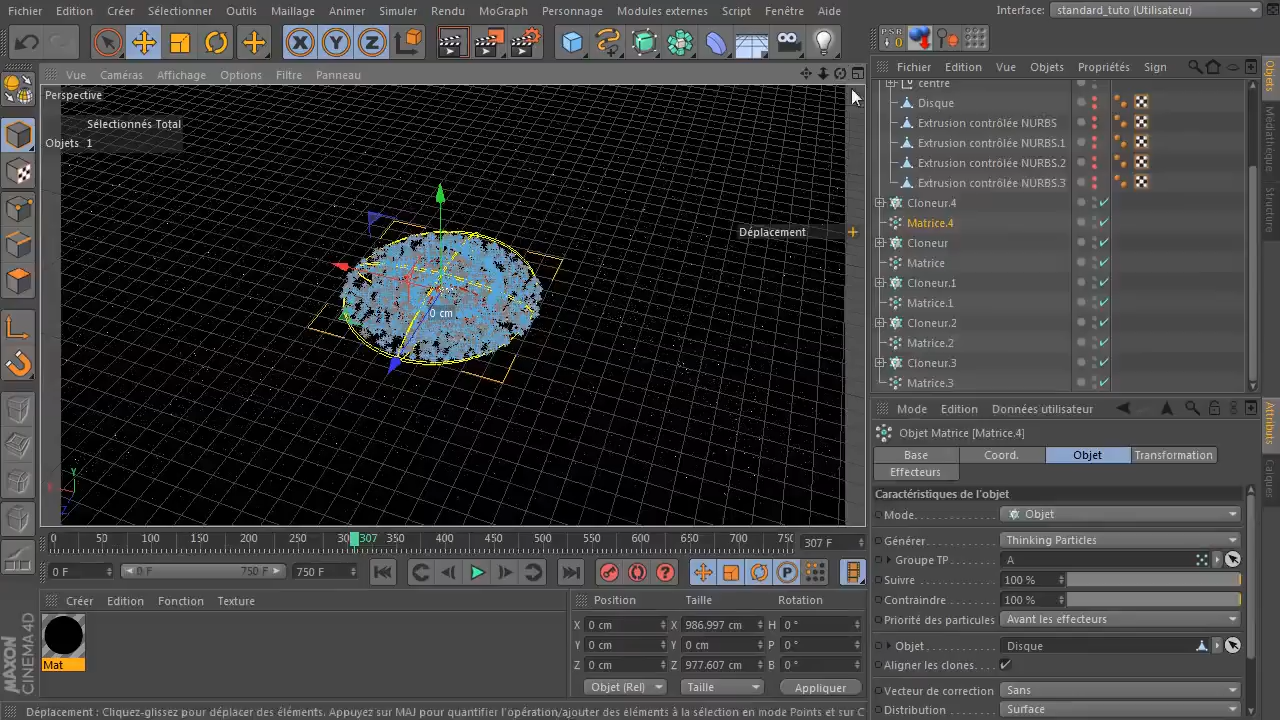 Fichier Edition Créer Sélectionner Outils Maillage Animer Simuler Rendu MoGraph Personnage Modules externes Script Fenêtre Aide Interface: standard_tuto (Utilisateur)
X Y Z PSR 0
Vue Caméras Affichage Options Filtre Panneau
Perspective
Sélectionnés Total
Objets 1
Déplacement
0 cm
Y
X
Z
Fichier Edition Vue Objets Propriétés Sign
centre
Disque
Extrusion contrôlée NURBS
Extrusion contrôlée NURBS.1
Extrusion contrôlée NURBS.2
Extrusion contrôlée NURBS.3
Cloneur.4
Matrice.4
Cloneur
Matrice
Cloneur.1
Matrice.1
Cloneur.2
Matrice.2
Cloneur.3
Matrice.3
Objets
Médiathèque
Structure
Mode Edition Données utilisateur
Objet Matrice [Matrice.4]
Base Coord. Objet Transformation
Effecteurs
Caractéristiques de l'objet
Mode Objet
Générer Thinking Particles
Groupe TP A
Suivre 100 %
Contraindre 100 %
Priorité des particules Avant les effecteurs
Objet Disque
Aligner les clones
Vecteur de correction Sans
Distribution Surface
Attributs
Calques
0 50 100 150 200 250 307 350 400 450 500 550 600 650 700 750 307 F
0 F 0 F 750 F 750 F P
Créer Edition Fonction Texture
Mat
Position Taille Rotation
X 0 cm X 986.997 cm H 0 °
Y 0 cm Y 0 cm P 0 °
Z 0 cm Z 977.607 cm B 0 °
Objet (Rel) Taille Appliquer
MAXON CINEMA 4D
Déplacement : Cliquez-glissez pour déplacer des éléments. Appuyez sur MAJ pour quantifier l'opération/ajouter des éléments à la sélection en mode Points et sur C